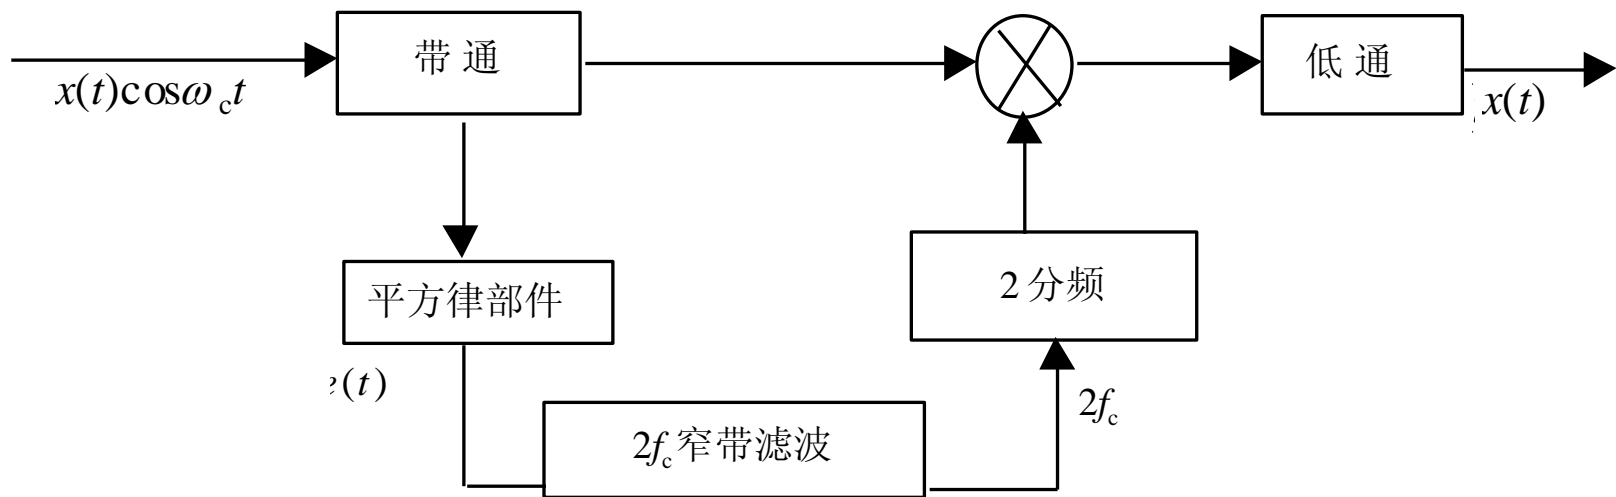 带通
低通
x(t)cosω_c t
x(t)
平方律部件
2分频
(t)
2f_c
2f_c窄带滤波